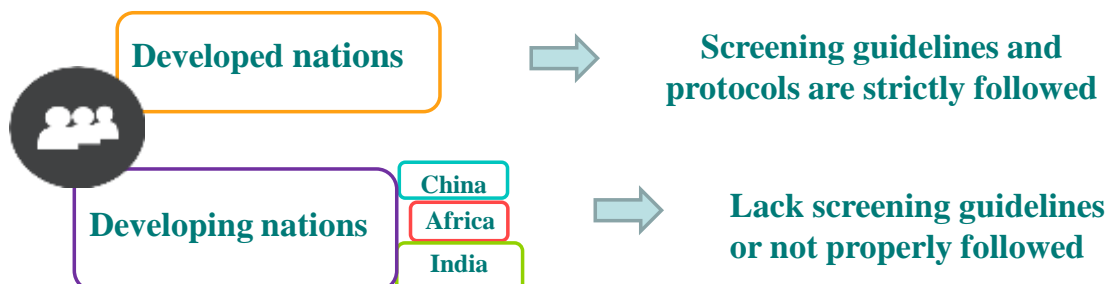 Developed nations
Screening guidelines and
protocols are strictly followed
Developing nations
China
Africa
India
Lack screening guidelines
or not properly followed